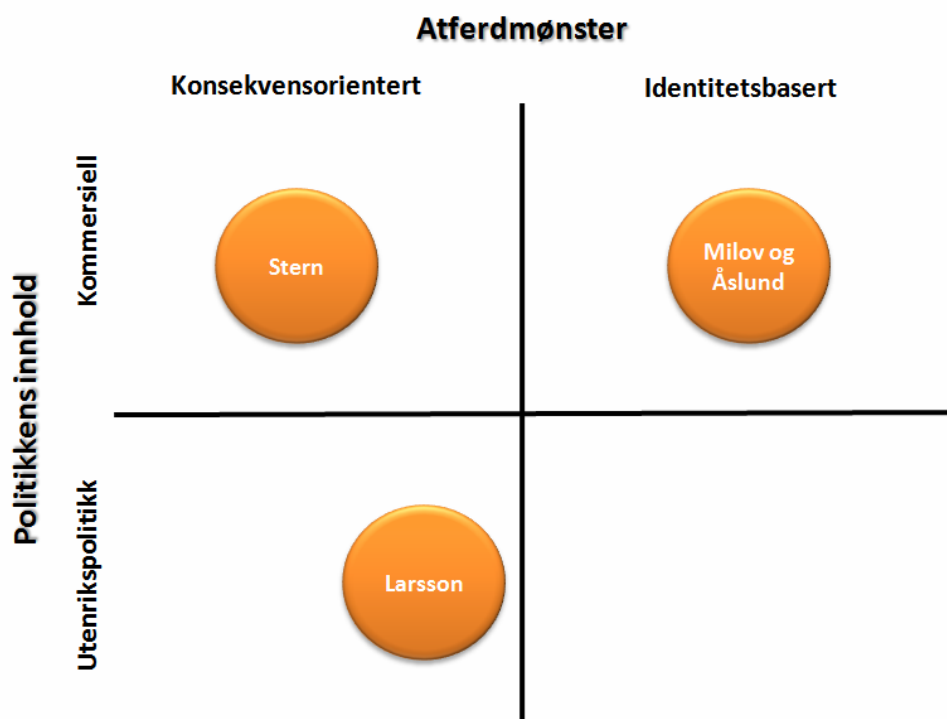 Atferdmønster
Konsekvensorientert
Identitetsbasert
Politikkens innhold
Kommersiell
Stern
Milov og
Åslund
Utenrikspolitikk
Larsson